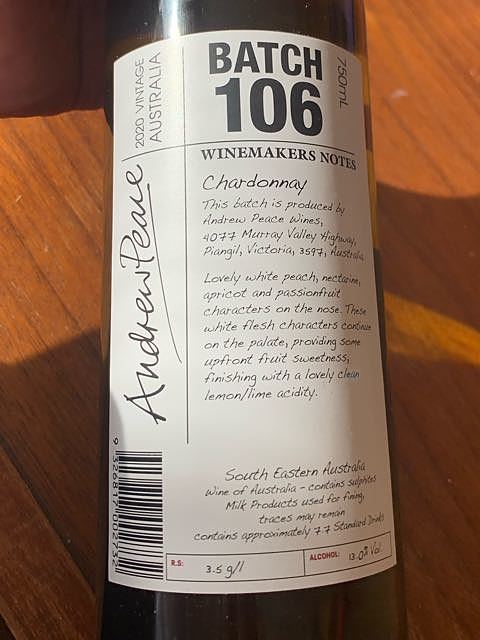 2020 VINTAGE
AUSTRALIA
BATCH
106
750mL
WINEMAKERS NOTES
Andrew Peace
Chardonnay
This batch is produced by
Andrew Peace Wines,
4077 Murray Valley Highway,
Piangil, Victoria, 3597, Australia
Lovely white peach, nectarine,
apricot and passionfruit
characters on the nose. These
white flesh characters continue
on the palate, providing some
upfront fruit sweetness,
finishing with a lovely clean
lemon/lime acidity.
South Eastern Australia
Wine of Australia - contains sulphites
Milk Products used for fining,
traces may remain
contains approximately 7.7 Standard Drinks
R.S: 3.5 g/l
ALCOHOL: 13.0% Vol
9 326817 002732